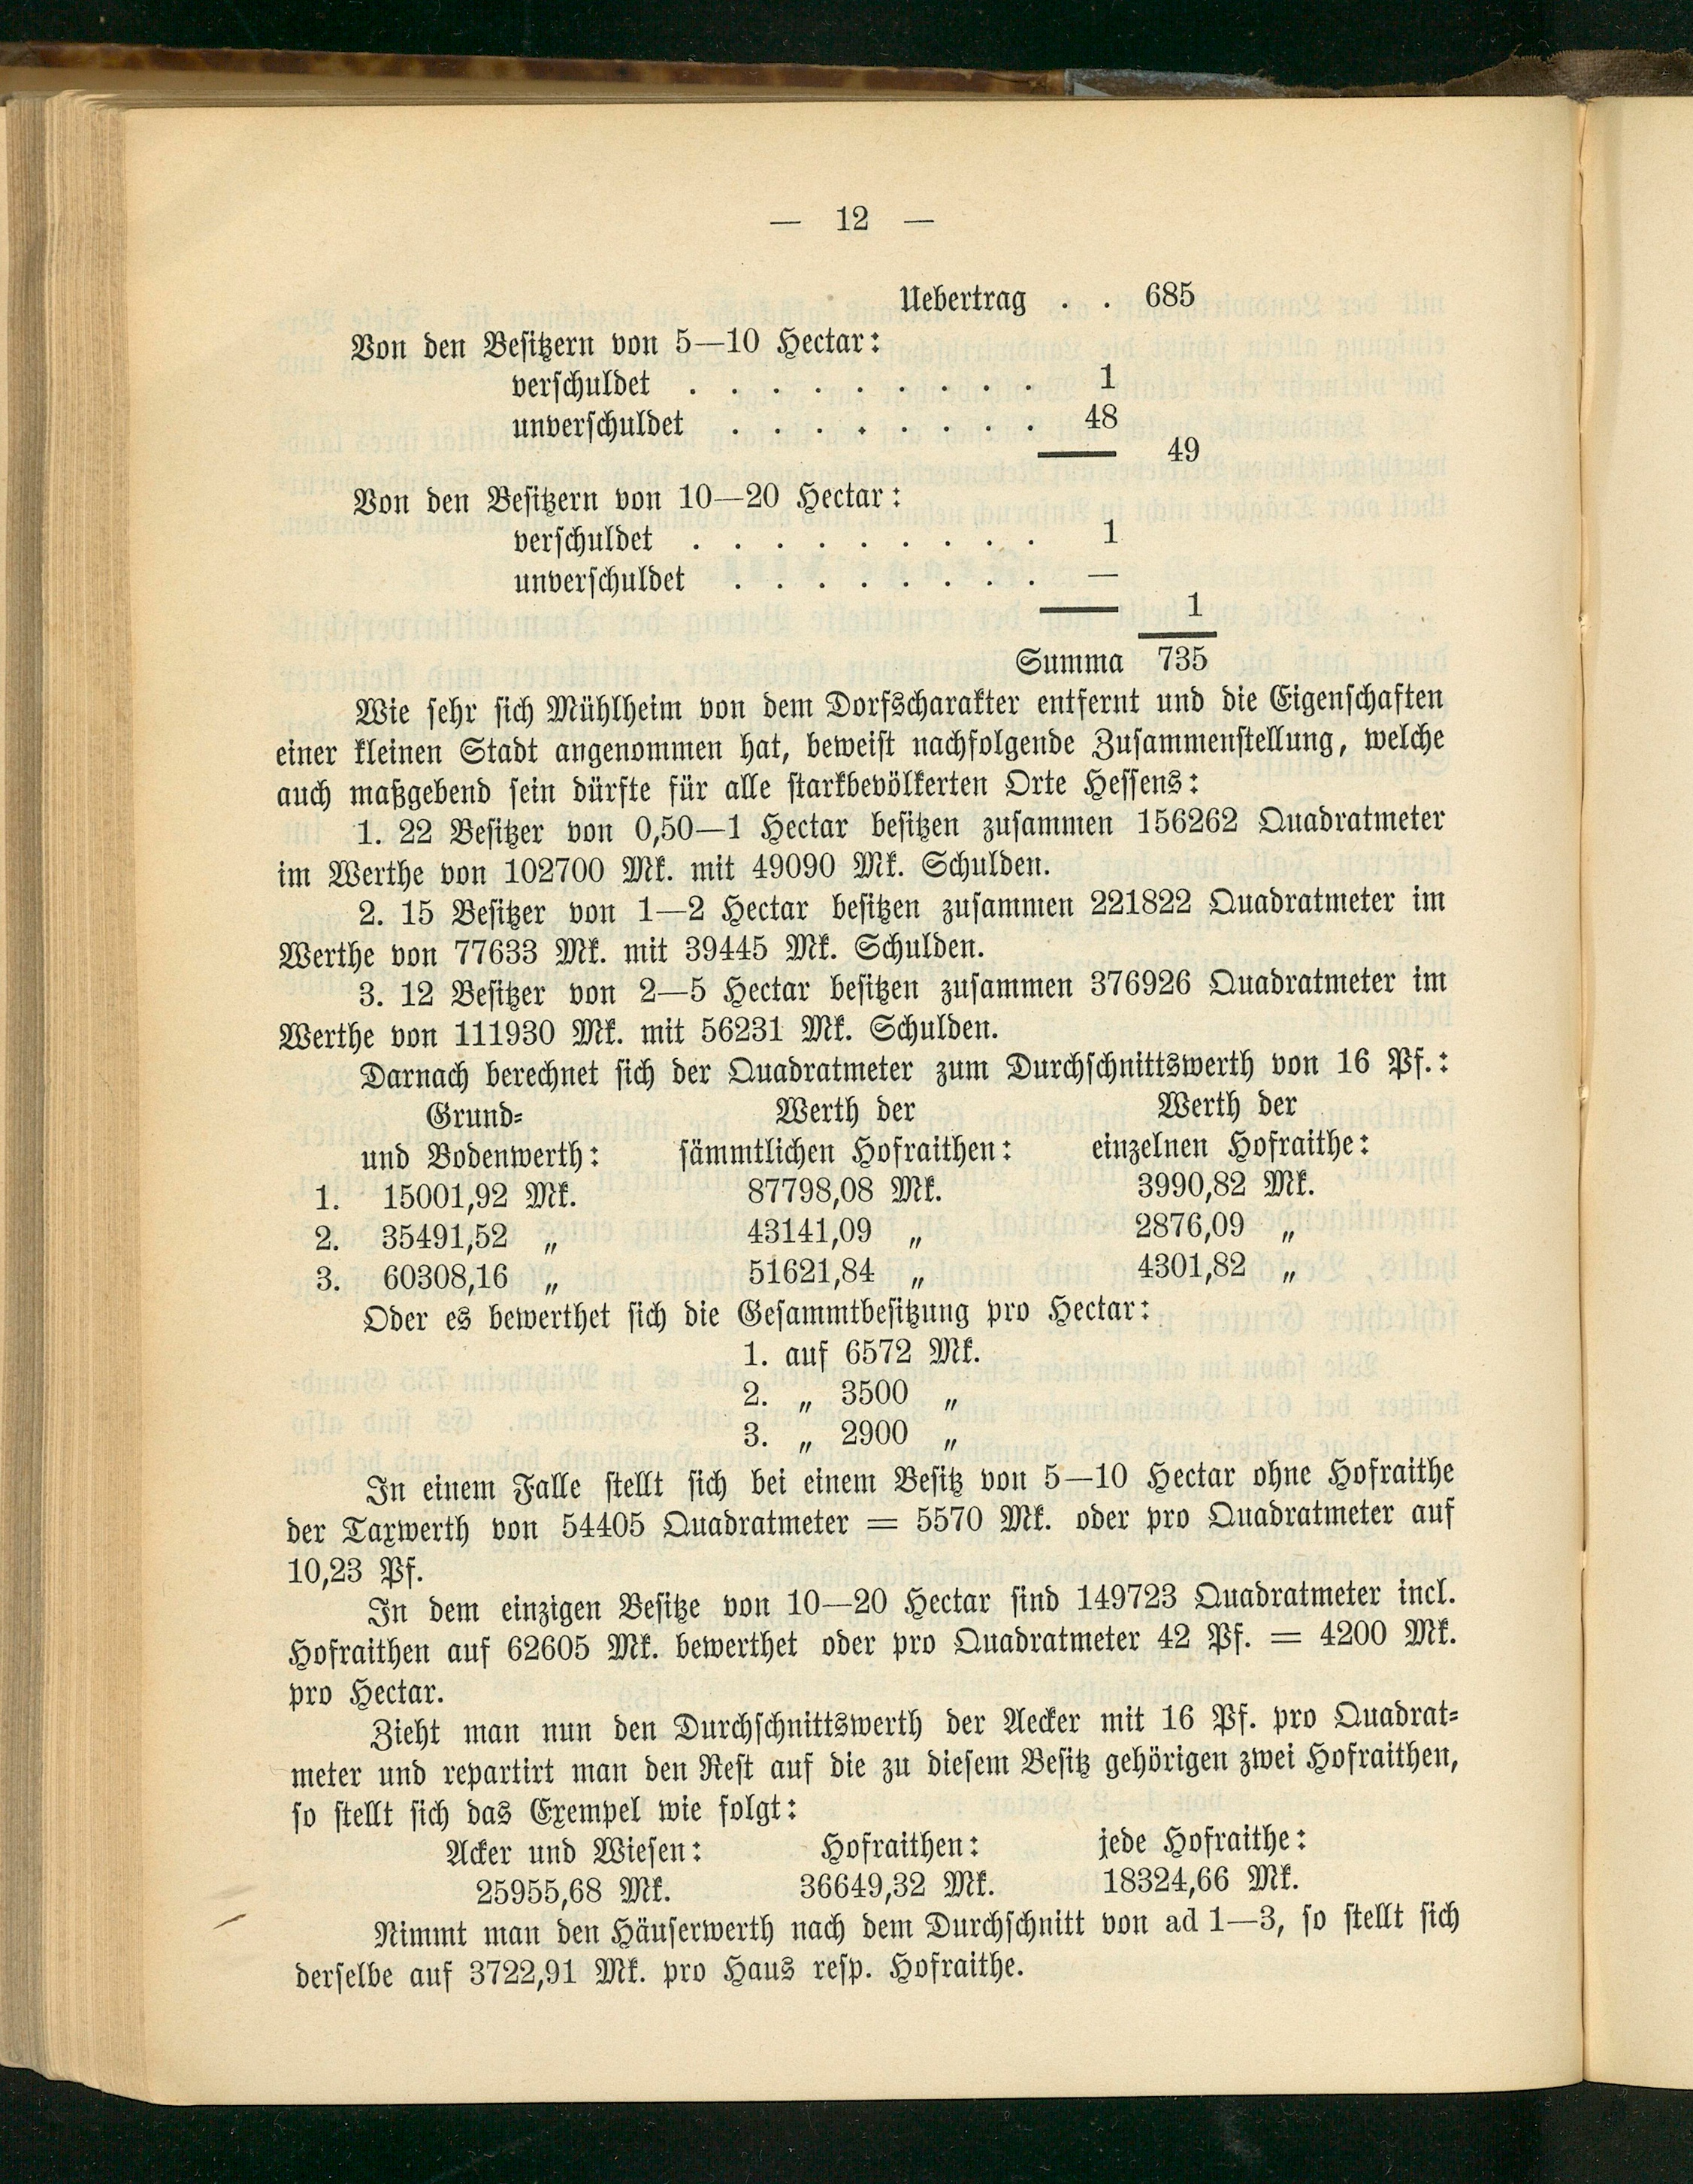 — 12 —
Uebertrag . . 685
Von den Besitzern von 5—10 Hectar:
verschuldet . . . . . . . . . 1
unverschuldet . . . . . . . . 48
49
Von den Besitzern von 10—20 Hectar:
verschuldet . . . . . . . . . 1
unverschuldet . . . . . . . . —
1
Summa 735
Wie sehr sich Mühlheim von dem Dorfscharakter entfernt und die Eigenschaften
einer kleinen Stadt angenommen hat, beweist nachfolgende Zusammenstellung, welche
auch maßgebend sein dürfte für alle starkbevölkerten Orte Hessens:
1. 22 Besitzer von 0,50—1 Hectar besitzen zusammen 156262 Quadratmeter
im Werthe von 102700 Mk. mit 49090 Mk. Schulden.
2. 15 Besitzer von 1—2 Hectar besitzen zusammen 221822 Quadratmeter im
Werthe von 77633 Mk. mit 39445 Mk. Schulden.
3. 12 Besitzer von 2—5 Hectar besitzen zusammen 376926 Quadratmeter im
Werthe von 111930 Mk. mit 56231 Mk. Schulden.
Darnach berechnet sich der Quadratmeter zum Durchschnittswerth von 16 Pf.:
Grund- Werth der Werth der
und Bodenwerth: sämmtlichen Hofraithen: einzelnen Hofraithe:
1. 15001,92 Mk. 87798,08 Mk. 3990,82 Mk.
2. 35491,52 „ 43141,09 „ 2876,09 „
3. 60308,16 „ 51621,84 „ 4301,82 „
Oder es bewerthet sich die Gesammtbesitzung pro Hectar:
1. auf 6572 Mk.
2. „ 3500 „
3. „ 2900 „
In einem Falle stellt sich bei einem Besitz von 5—10 Hectar ohne Hofraithe
der Taxwerth von 54405 Quadratmeter = 5570 Mk. oder pro Quadratmeter auf
10,23 Pf.
In dem einzigen Besitze von 10—20 Hectar sind 149723 Quadratmeter incl.
Hofraithen auf 62605 Mk. bewerthet oder pro Quadratmeter 42 Pf. = 4200 Mk.
pro Hectar.
Zieht man nun den Durchschnittswerth der Aecker mit 16 Pf. pro Quadrat-
meter und repartirt man den Rest auf die zu diesem Besitz gehörigen zwei Hofraithen,
so stellt sich das Exempel wie folgt:
Acker und Wiesen: Hofraithen: jede Hofraithe:
25955,68 Mk. 36649,32 Mk. 18324,66 Mk.
Nimmt man den Häuserwerth nach dem Durchschnitt von ad 1—3, so stellt sich
derselbe auf 3722,91 Mk. pro Haus resp. Hofraithe.